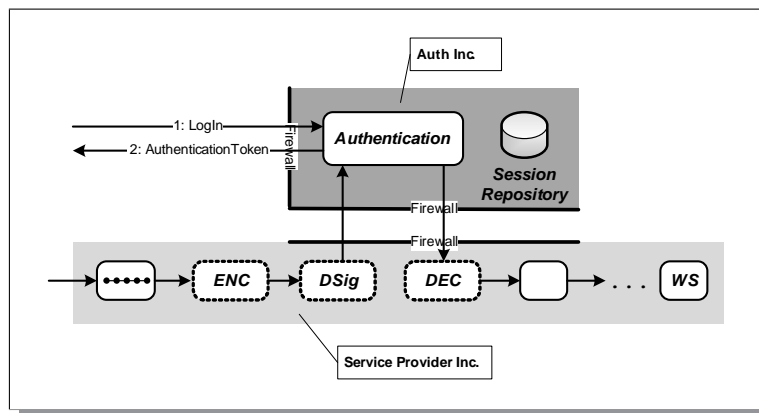 Auth Inc.
1: LogIn
Firewall
Authentication
2: AuthenticationToken
Session
Repository
Firewall
Firewall
ENC
DSig
DEC
. . .
WS
Service Provider Inc.